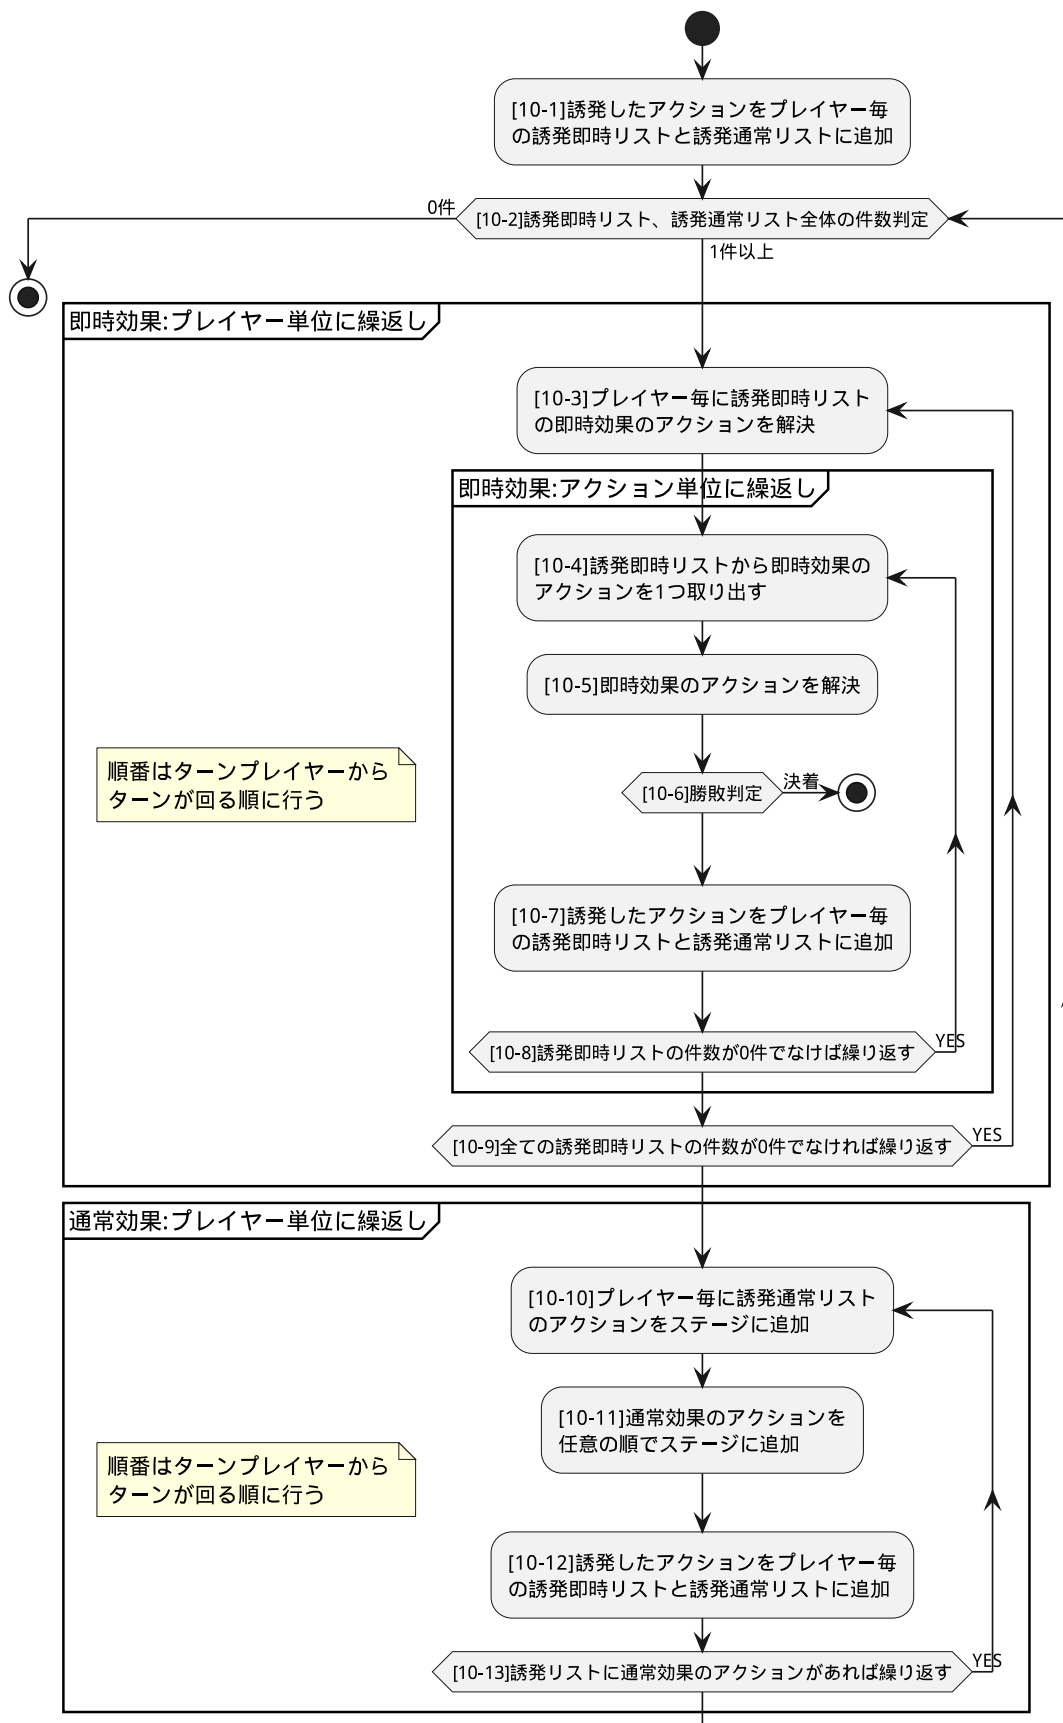 [10-1]誘発したアクションをプレイヤー毎
の誘発即時リストと誘発通常リストに追加
0件
[10-2]誘発即時リスト、誘発通常リスト全体の件数判定
1件以上
即時効果:プレイヤー単位に繰返し
[10-3]プレイヤー毎に誘発即時リスト
の即時効果のアクションを解決
即時効果:アクション単位に繰返し
[10-4]誘発即時リストから即時効果の
アクションを1つ取り出す
[10-5]即時効果のアクションを解決
順番はターンプレイヤーから
ターンが回る順に行う
[10-6]勝敗判定
決着
[10-7]誘発したアクションをプレイヤー毎
の誘発即時リストと誘発通常リストに追加
[10-8]誘発即時リストの件数が0件でなけば繰り返す
YES
[10-9]全ての誘発即時リストの件数が0件でなければ繰り返す
YES
通常効果:プレイヤー単位に繰返し
[10-10]プレイヤー毎に誘発通常リスト
のアクションをステージに追加
[10-11]通常効果のアクションを
任意の順でステージに追加
順番はターンプレイヤーから
ターンが回る順に行う
[10-12]誘発したアクションをプレイヤー毎
の誘発即時リストと誘発通常リストに追加
[10-13]誘発リストに通常効果のアクションがあれば繰り返す
YES